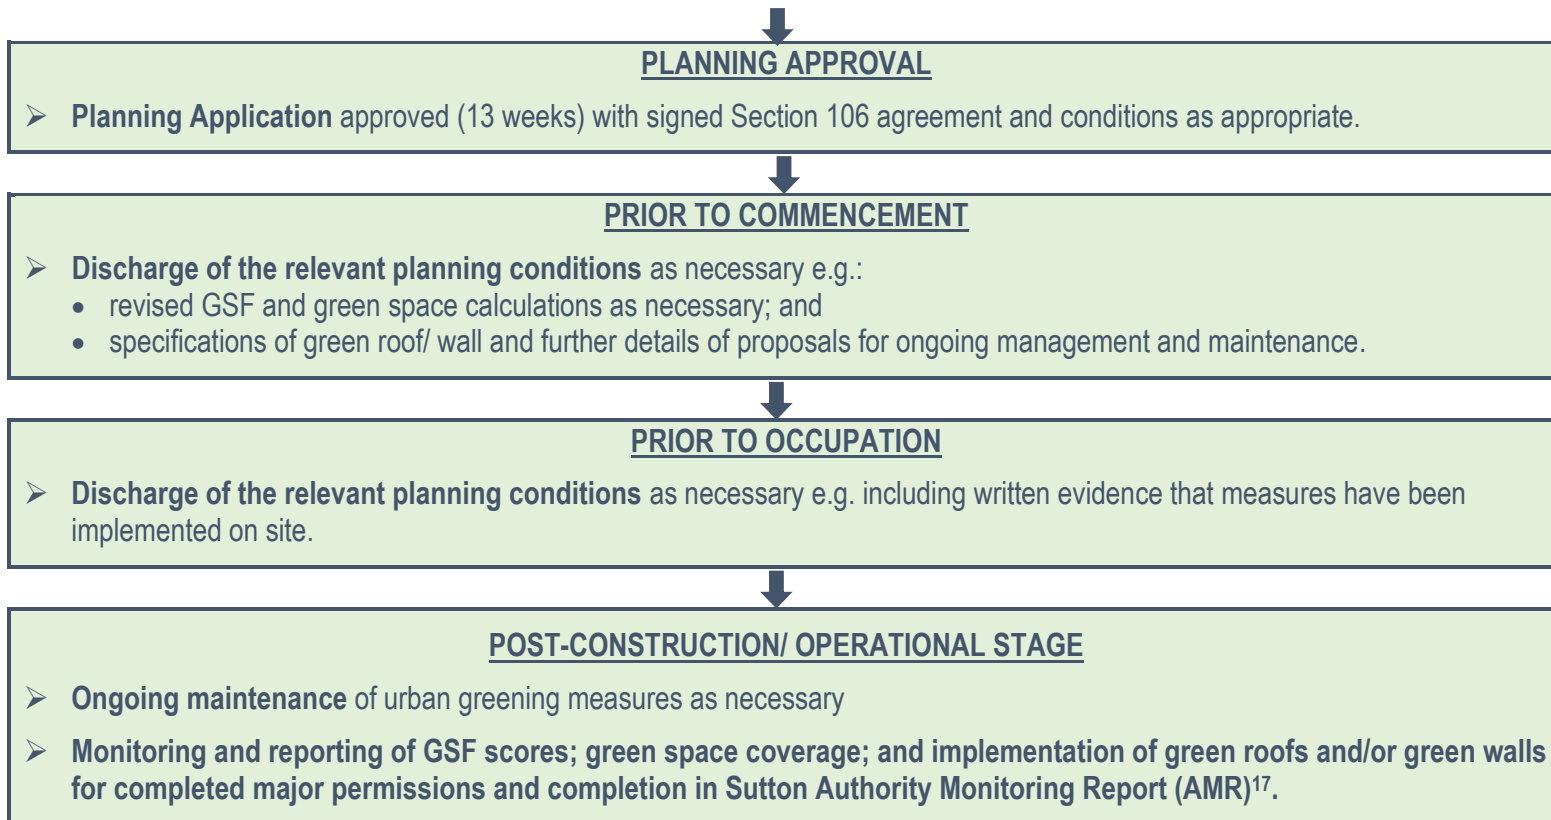 PLANNING APPROVAL
➢ Planning Application approved (13 weeks) with signed Section 106 agreement and conditions as appropriate.
PRIOR TO COMMENCEMENT
➢ Discharge of the relevant planning conditions as necessary e.g.:
• revised GSF and green space calculations as necessary; and
• specifications of green roof/ wall and further details of proposals for ongoing management and maintenance.
PRIOR TO OCCUPATION
➢ Discharge of the relevant planning conditions as necessary e.g. including written evidence that measures have been
implemented on site.
POST-CONSTRUCTION/ OPERATIONAL STAGE
➢ Ongoing maintenance of urban greening measures as necessary
➢ Monitoring and reporting of GSF scores; green space coverage; and implementation of green roofs and/or green walls
for completed major permissions and completion in Sutton Authority Monitoring Report (AMR)¹⁷.